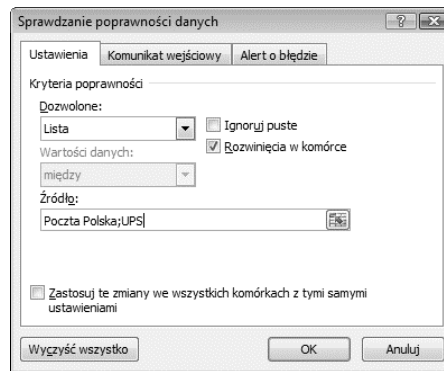 Sprawdzanie poprawności danych
Ustawienia Komunikat wejściowy Alert o błędzie
Kryteria poprawności
Dozwolone:
Lista
Ignoruj puste
Rozwinięcia w komórce
Wartości danych:
między
Źródło:
Poczta Polska;UPS
Zastosuj te zmiany we wszystkich komórkach z tymi samymi
ustawieniami
Wyczyść wszystko OK Anuluj